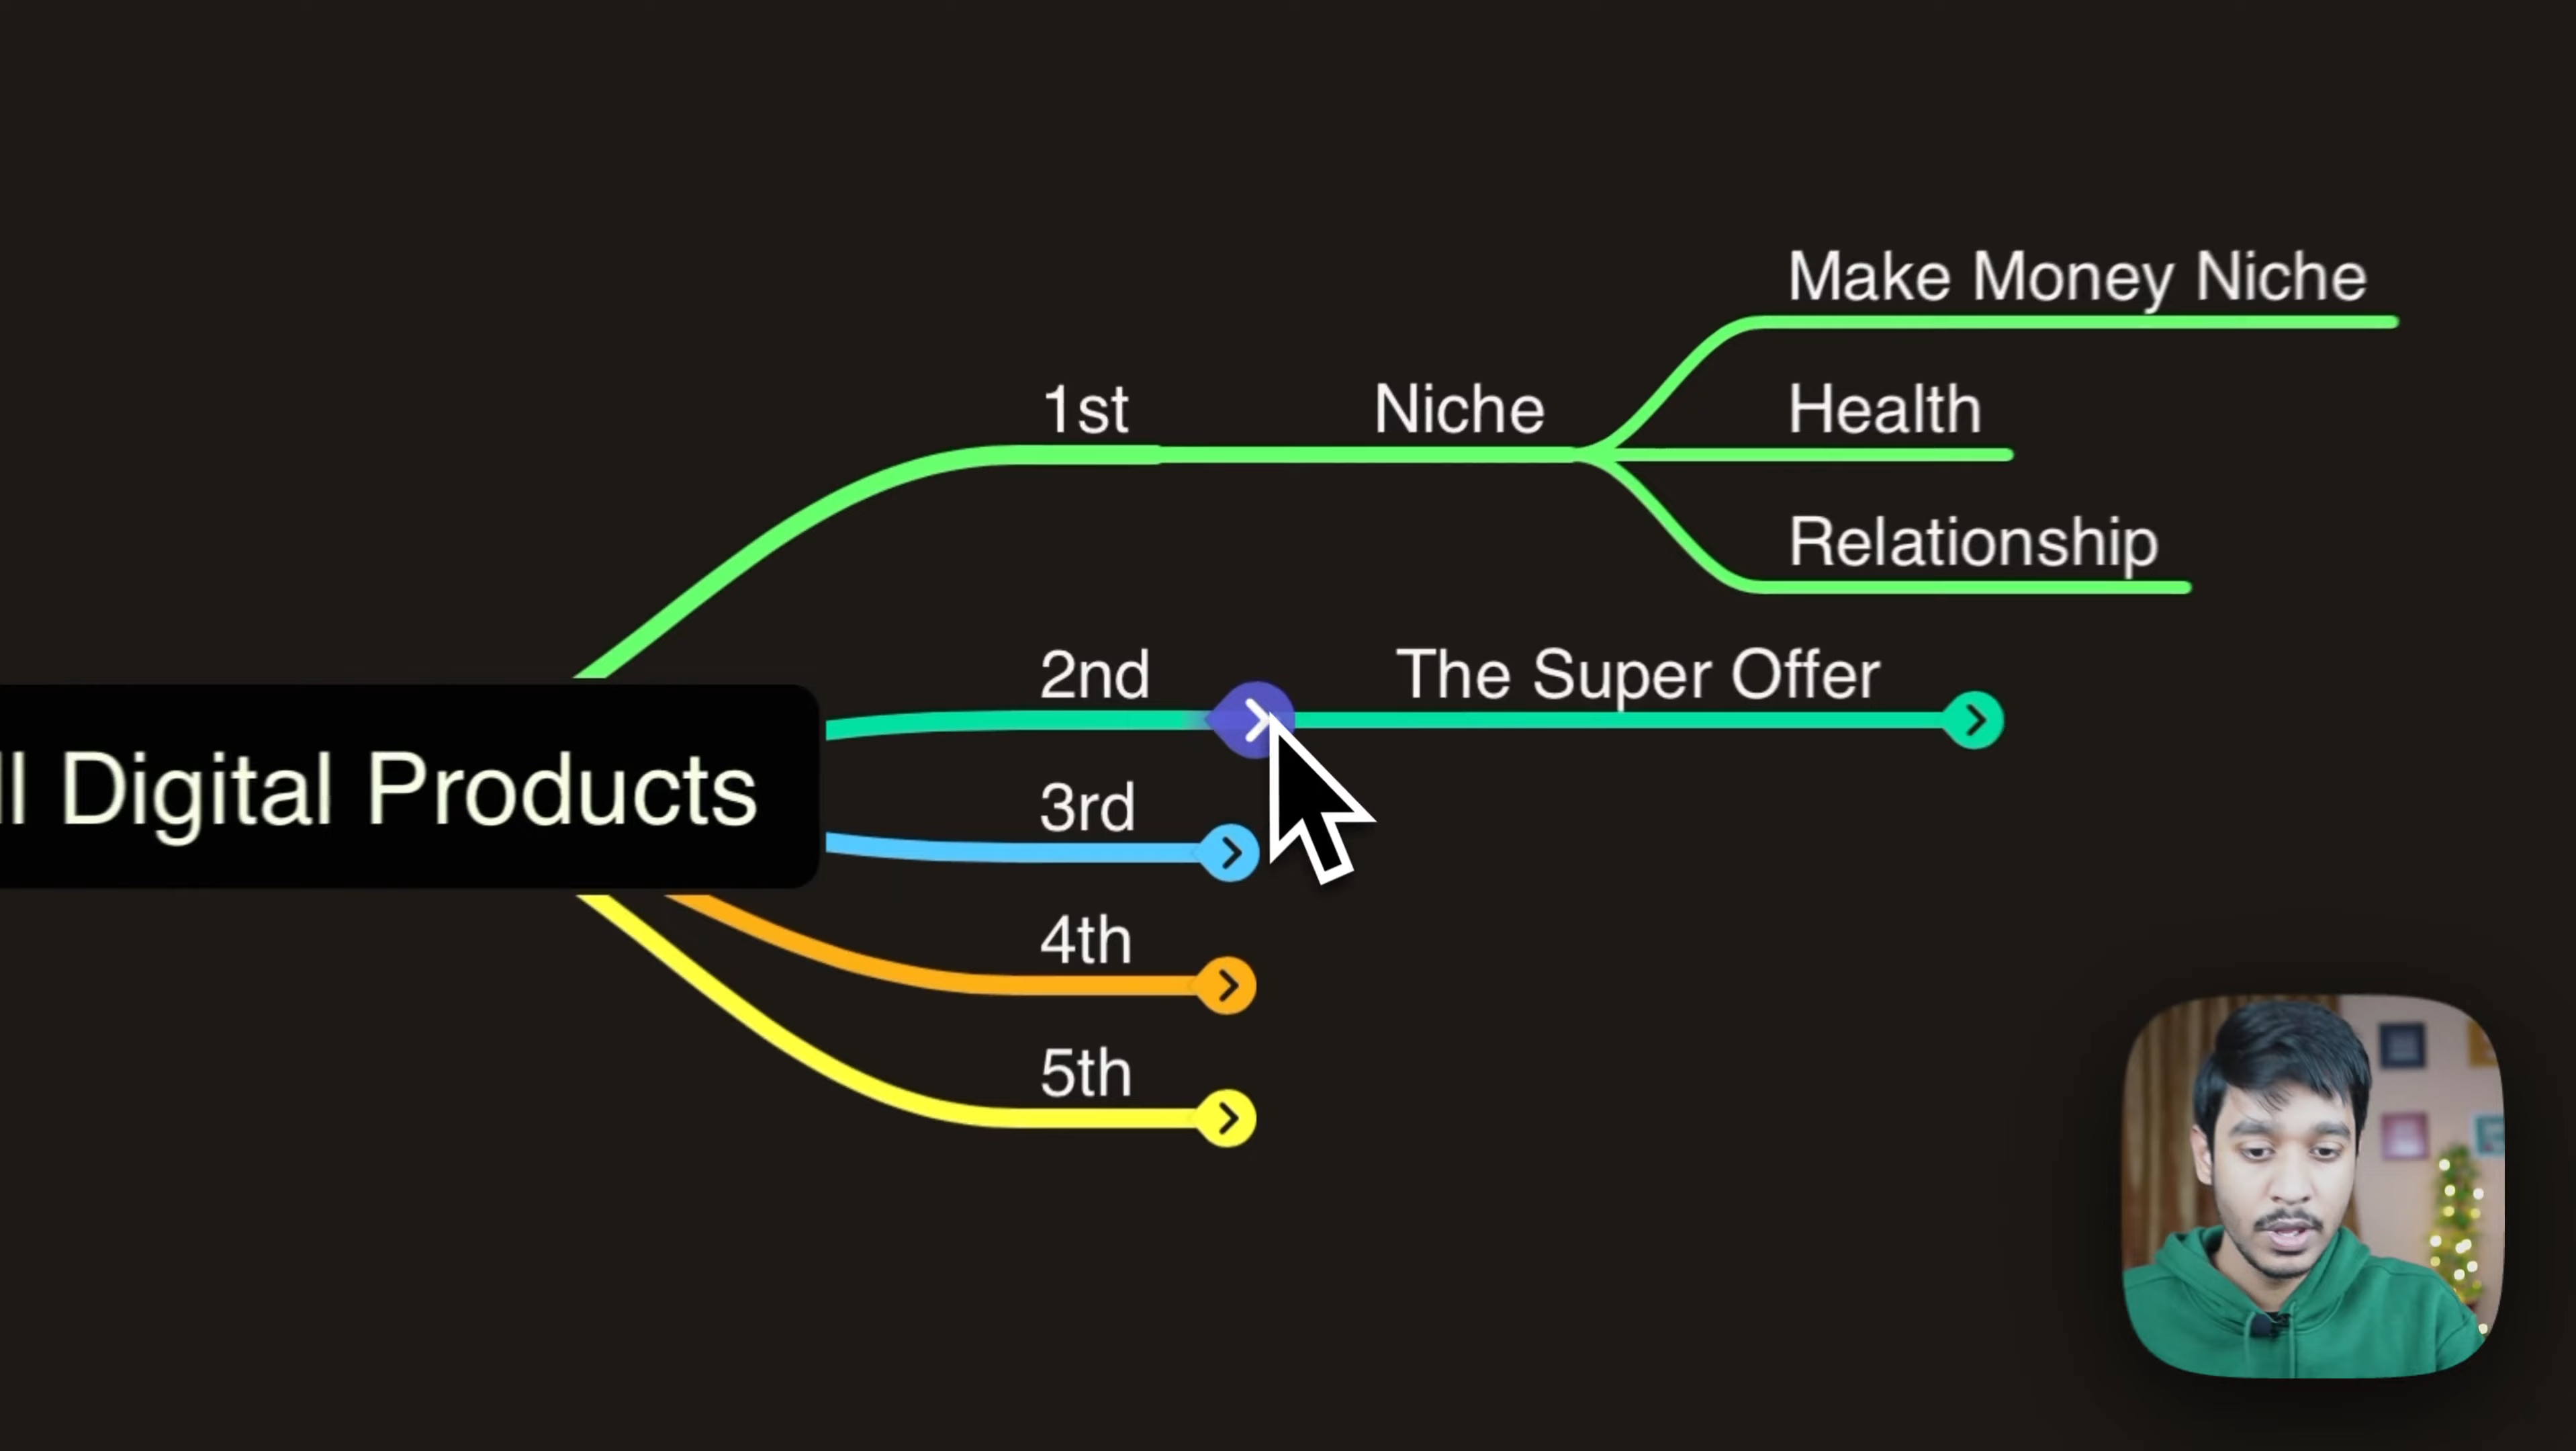 Make Money Niche
1st Niche Health
Relationship
2nd The Super Offer
ll Digital Products
3rd
4th
5th